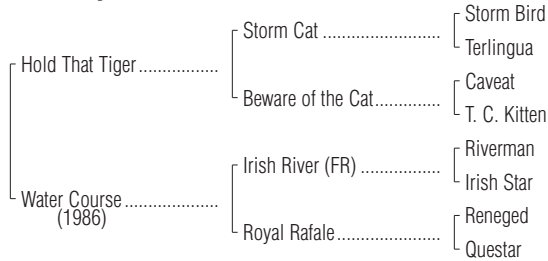 Storm Bird
Storm Cat ........................
Terlingua
Hold That Tiger .................
Caveat
Beware of the Cat..............
T. C. Kitten
Riverman
Irish River (FR) .................
Irish Star
Water Course ....................
(1986)
Reneged
Royal Rafale ......................
Questar